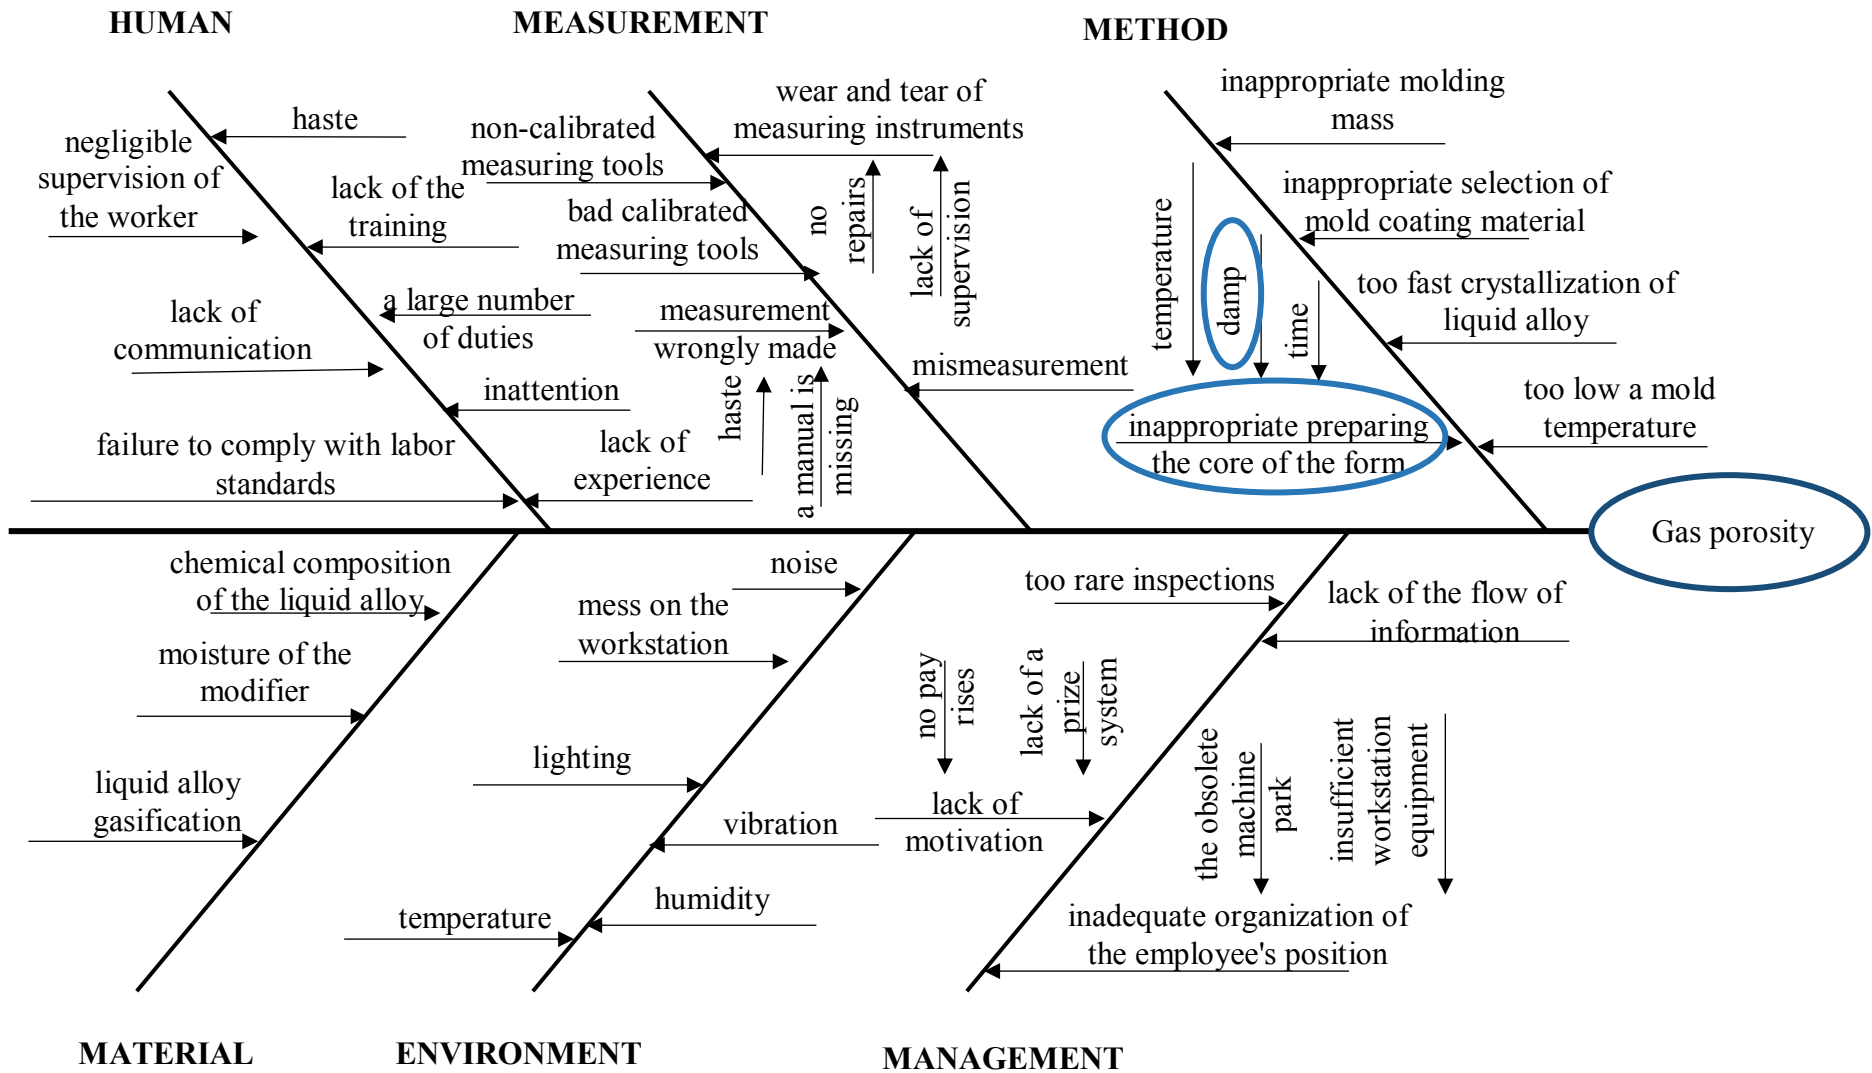 HUMAN
MEASUREMENT
METHOD
haste
negligible
supervision of
the worker
lack of the
training
lack of
communication
a large number
of duties
inattention
failure to comply with labor
standards
lack of
experience
non-calibrated
measuring tools
wear and tear of
measuring instruments
no
repairs
lack of
supervision
bad calibrated
measuring tools
measurement
wrongly made
haste
a manual is
missing
mismeasurement
inappropriate molding
mass
inappropriate selection of
mold coating material
temperature
damp
time
too fast crystallization of
liquid alloy
inappropriate preparing
the core of the form
too low a mold
temperature
Gas porosity
chemical composition
of the liquid alloy
moisture of the
modifier
liquid alloy
gasification
noise
mess on the
workstation
lighting
vibration
humidity
temperature
too rare inspections
lack of the flow of
information
no pay
rises
lack of a
prize
system
lack of
motivation
the obsolete
machine
park
insufficient
workstation
equipment
inadequate organization of
the employee's position
MATERIAL
ENVIRONMENT
MANAGEMENT